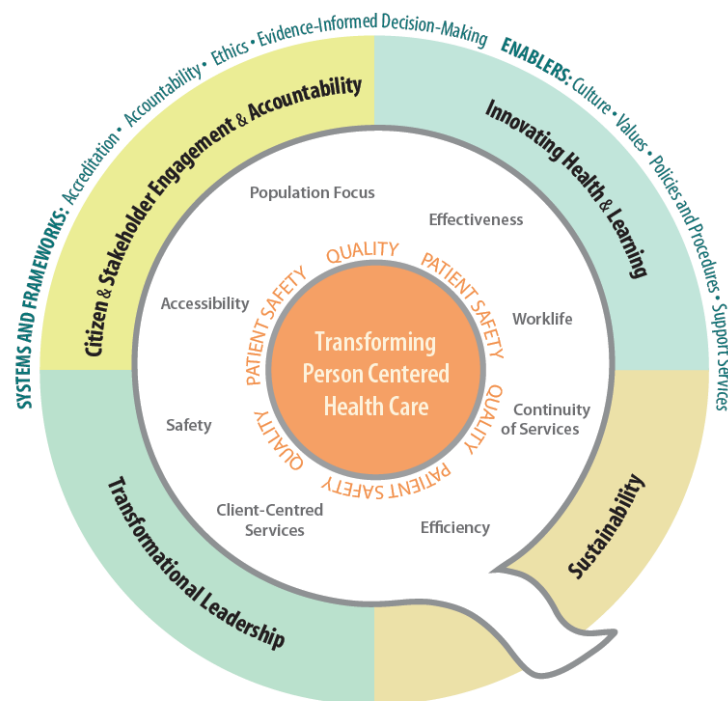 SYSTEMS AND FRAMEWORKS: Accreditation • Accountability • Ethics • Evidence-Informed Decision-Making
ENABLERS: Culture • Values • Policies and Procedures • Support Services
Citizen & Stakeholder Engagement & Accountability
Innovating Health & Learning
Population Focus
Effectiveness
QUALITY
PATIENT SAFETY
PATIENT SAFETY
Accessibility
Worklife
Transforming
Person Centered
Health Care
QUALITY
Continuity
of Services
Safety
QUALITY
PATIENT SAFETY
Client-Centred
Services
Efficiency
Transformational Leadership
Sustainability